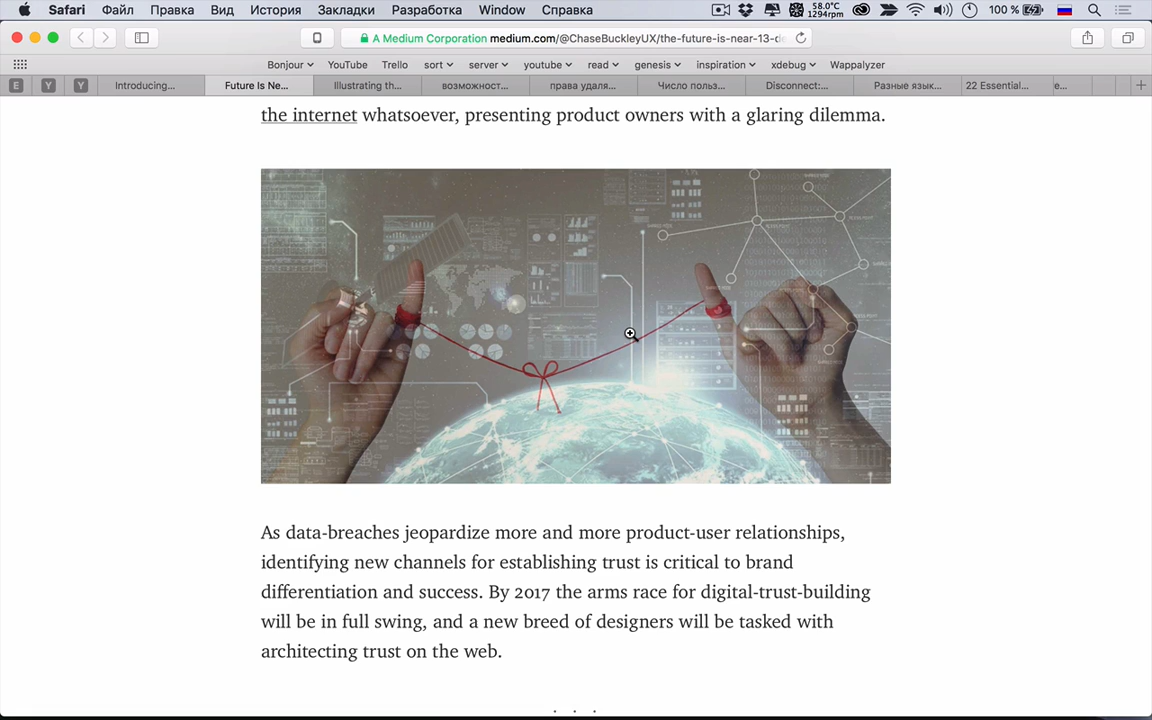 Safari Файл Правка Вид История Закладки Разработка Window Справка 58.0°C 1294rpm 100 %
A Medium Corporation medium.com/@ChaseBuckleyUX/the-future-is-near-13-d
Bonjour YouTube Trello sort server youtube read genesis inspiration xdebug Wappalyzer
E Y Y Introducing... Future Is Ne... Illustrating th... возможност... права удаля... Число польз... Disconnect:... Разные язык... 22 Essential... e...
the internet whatsoever, presenting product owners with a glaring dilemma.
As data-breaches jeopardize more and more product-user relationships,
identifying new channels for establishing trust is critical to brand
differentiation and success. By 2017 the arms race for digital-trust-building
will be in full swing, and a new breed of designers will be tasked with
architecting trust on the web.
. . .